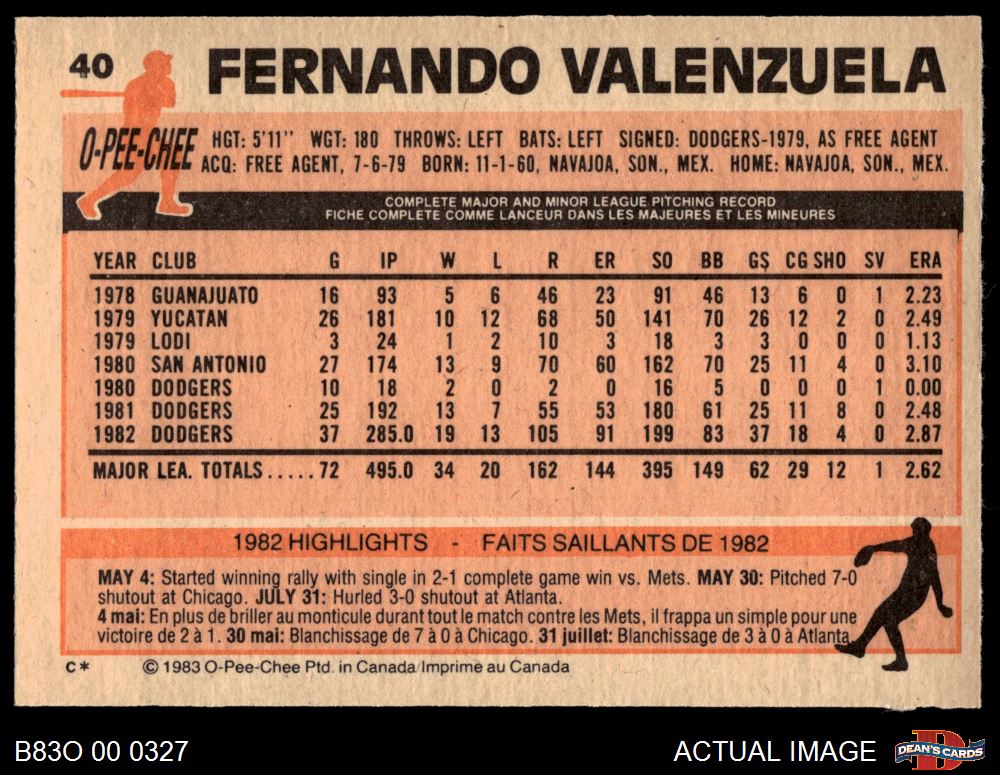 40 FERNANDO VALENZUELA
O-PEE-CHEE
HGT: 5'11" WGT: 180 THROWS: LEFT BATS: LEFT SIGNED: DODGERS-1979, AS FREE AGENT
ACQ: FREE AGENT, 7-6-79 BORN: 11-1-60, NAVAJOA, SON., MEX. HOME: NAVAJOA, SON., MEX.
COMPLETE MAJOR AND MINOR LEAGUE PITCHING RECORD
FICHE COMPLETE COMME LANCEUR DANS LES MAJEURES ET LES MINEURES
YEAR CLUB G IP W L R ER SO BB GS CG SHO SV ERA
1978 GUANAJUATO 16 93 5 6 46 23 91 46 13 6 0 1 2.23
1979 YUCATAN 26 181 10 12 68 50 141 70 26 12 2 0 2.49
1979 LODI 3 24 1 2 10 3 18 3 3 0 0 0 1.13
1980 SAN ANTONIO 27 174 13 9 70 60 162 70 25 11 4 0 3.10
1980 DODGERS 10 18 2 0 2 0 16 5 0 0 0 1 0.00
1981 DODGERS 25 192 13 7 55 53 180 61 25 11 8 0 2.48
1982 DODGERS 37 285.0 19 13 105 91 199 83 37 18 4 0 2.87
MAJOR LEA. TOTALS.....72 495.0 34 20 162 144 395 149 62 29 12 1 2.62
1982 HIGHLIGHTS - FAITS SAILLANTS DE 1982
MAY 4: Started winning rally with single in 2-1 complete game win vs. Mets. MAY 30: Pitched 7-0
shutout at Chicago. JULY 31: Hurled 3-0 shutout at Atlanta.
4 mai: En plus de briller au monticule durant tout le match contre les Mets, il frappa un simple pour une
victoire de 2 à 1. 30 mai: Blanchissage de 7 à 0 à Chicago. 31 juillet: Blanchissage de 3 à 0 à Atlanta.
C* © 1983 O-Pee-Chee Ptd. in Canada/Imprime au Canada
B83O 00 0327 ACTUAL IMAGE DEAN'S CARDS